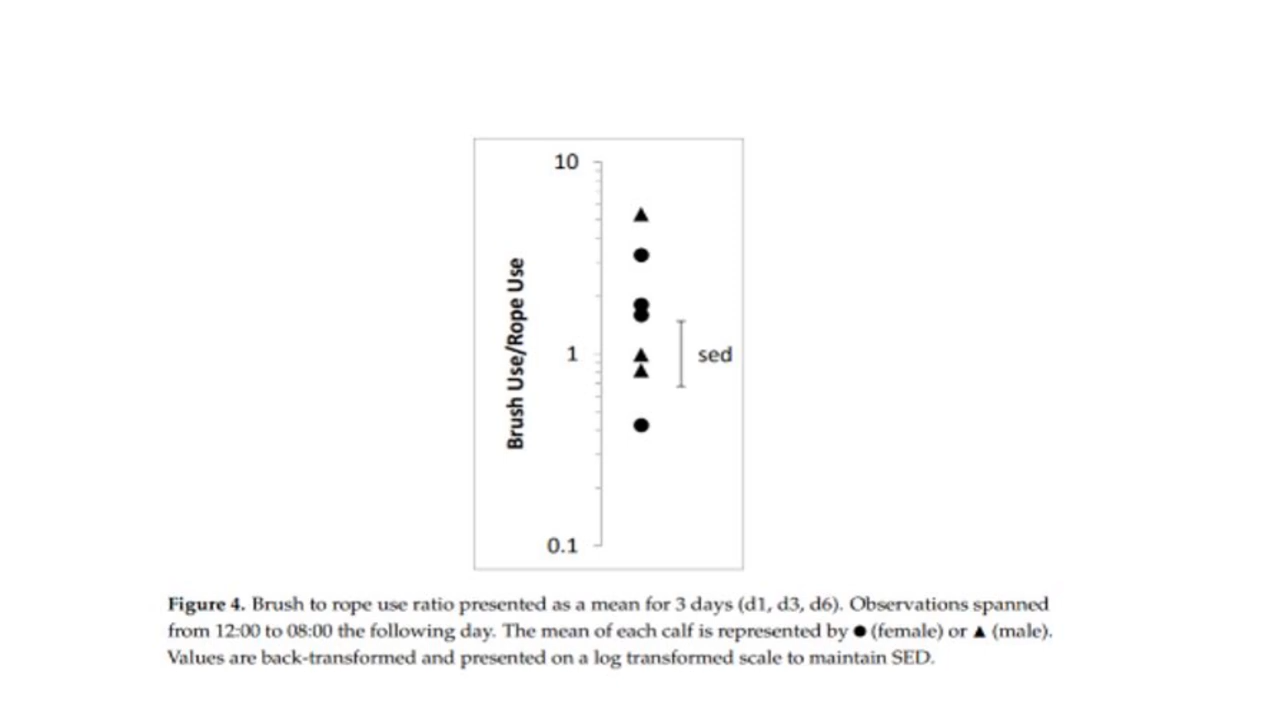 10
Brush Use/Rope Use
1
sed
0.1
Figure 4. Brush to rope use ratio presented as a mean for 3 days (d1, d3, d6). Observations spanned
from 12:00 to 08:00 the following day. The mean of each calf is represented by ● (female) or ▲ (male).
Values are back-transformed and presented on a log transformed scale to maintain SED.